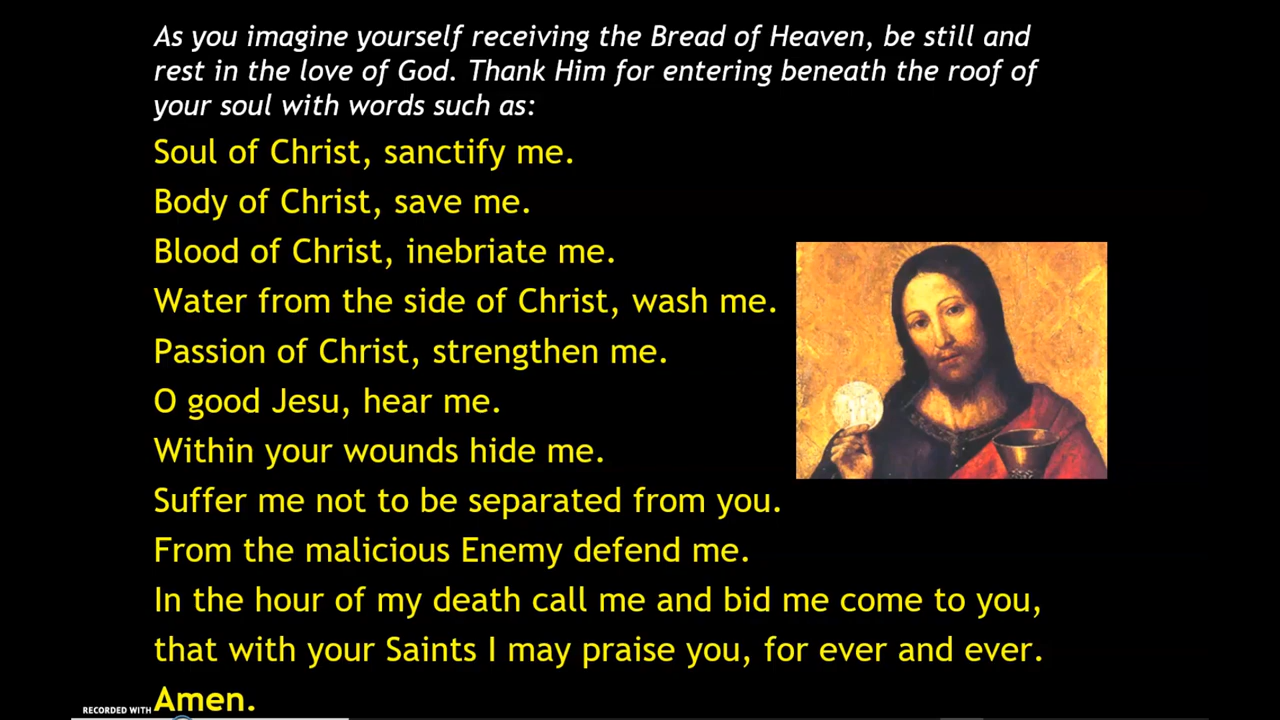 As you imagine yourself receiving the Bread of Heaven, be still and
rest in the love of God. Thank Him for entering beneath the roof of
your soul with words such as:
Soul of Christ, sanctify me.
Body of Christ, save me.
Blood of Christ, inebriate me.
Water from the side of Christ, wash me.
Passion of Christ, strengthen me.
O good Jesu, hear me.
Within your wounds hide me.
Suffer me not to be separated from you.
From the malicious Enemy defend me.
In the hour of my death call me and bid me come to you,
that with your Saints I may praise you, for ever and ever.
Amen.
RECORDED WITH